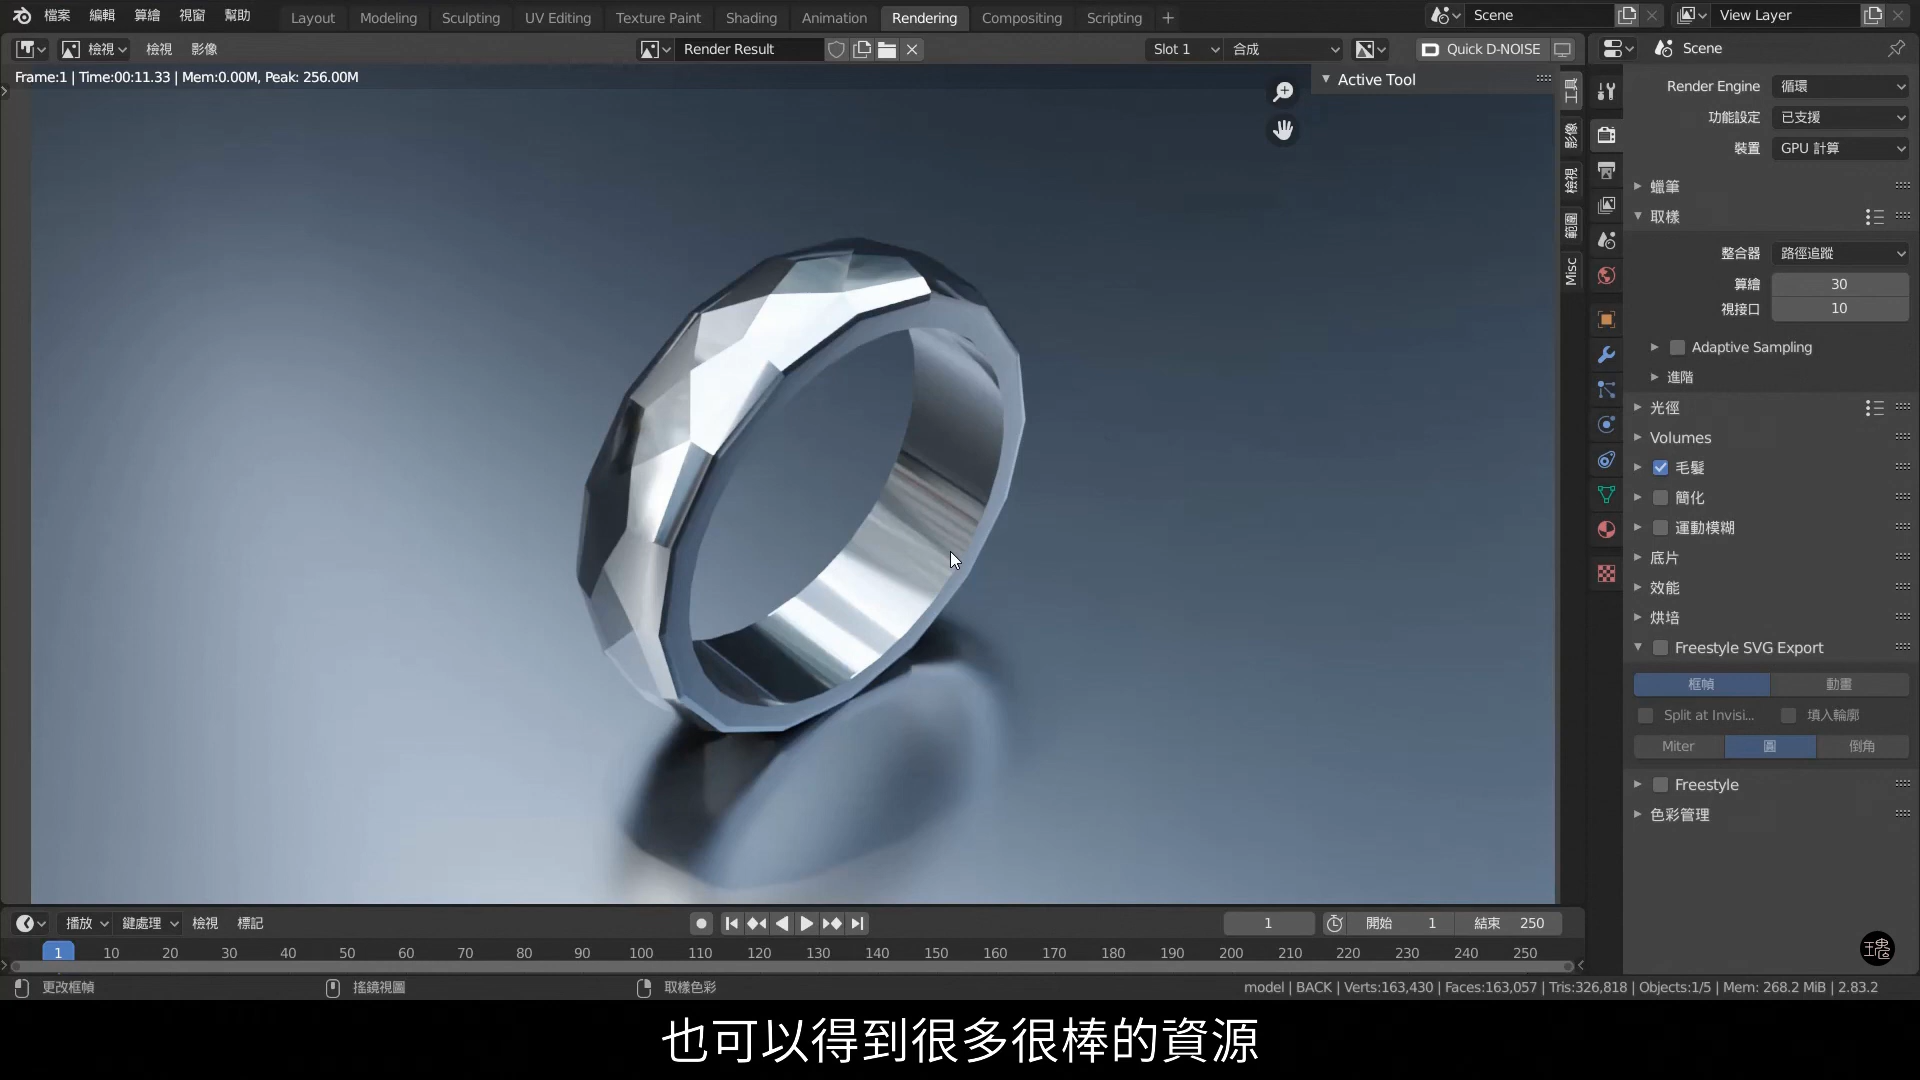 檔案 編輯 算繪 視窗 幫助 Layout Modeling Sculpting UV Editing Texture Paint Shading Animation Rendering Compositing Scripting + Scene View Layer
檢視 檢視 影像 Render Result Slot 1 合成 Quick D-NOISE Scene
Frame:1 | Time:00:11.33 | Mem:0.00M, Peak: 256.00M
Active Tool
工具
影像
檢視
範圍
Misc
Render Engine 循環
功能設定 已支援
裝置 GPU 計算
蠟筆
取樣
整合器 路徑追蹤
算繪 30
視接口 10
Adaptive Sampling
進階
光徑
Volumes
毛髮
簡化
運動模糊
底片
效能
烘培
Freestyle SVG Export
框幀 動畫
Split at Invisi... 填入輪廓
Miter 圓 倒角
Freestyle
色彩管理
播放 鍵處理 檢視 標記 1 開始 1 結束 250
1 10 20 30 40 50 60 70 80 90 100 110 120 130 140 150 160 170 180 190 200 210 220 230 240 250
更改框幀 搖鏡視圖 取樣色彩 model | BACK | Verts:163,430 | Faces:163,057 | Tris:326,818 | Objects:1/5 | Mem: 268.2 MiB | 2.83.2
也可以得到很多很棒的資源